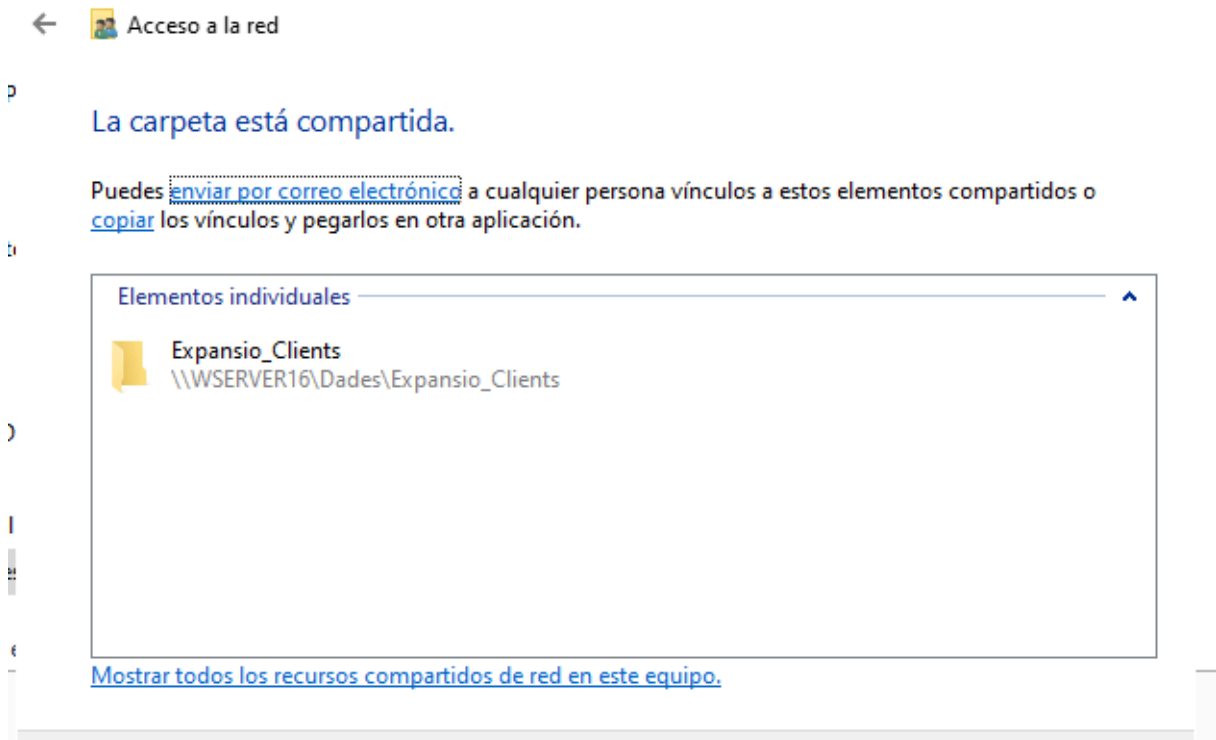 Acceso a la red
La carpeta está compartida.
Puedes enviar por correo electrónico a cualquier persona vínculos a estos elementos compartidos o
copiar los vínculos y pegarlos en otra aplicación.
Elementos individuales
Expansio_Clients
\\WSERVER16\Dades\Expansio_Clients
Mostrar todos los recursos compartidos de red en este equipo.